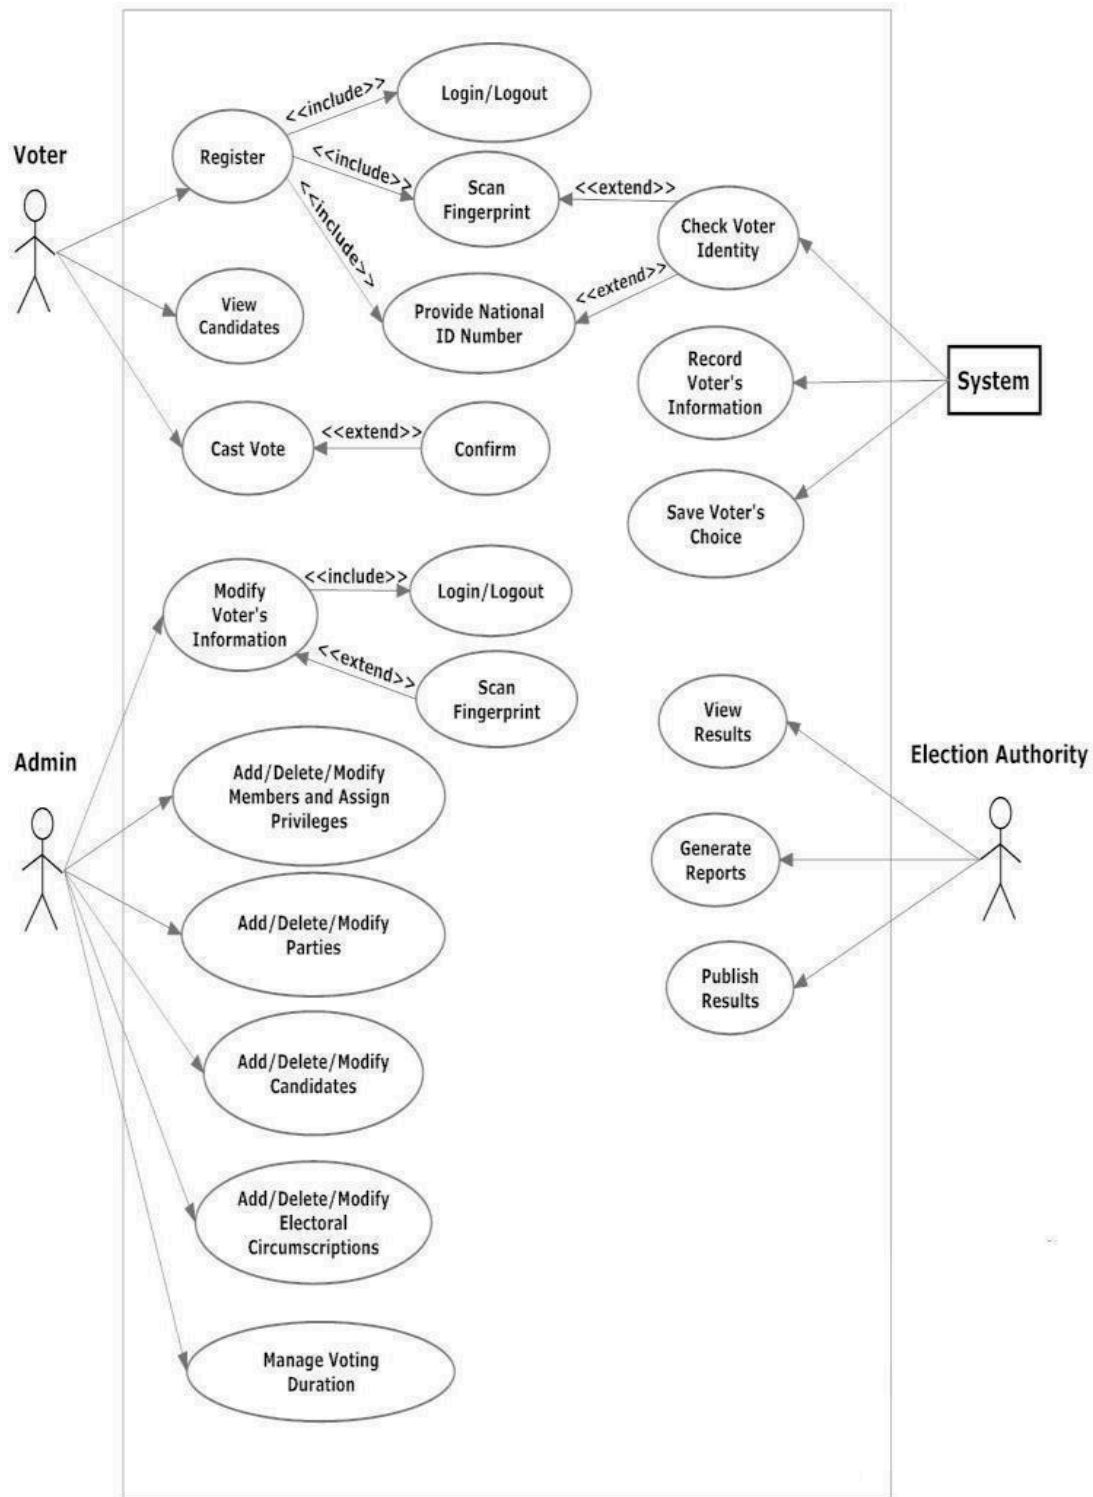 Voter
Register
<<include>>
Login/Logout
<<include>>
Scan
Fingerprint
<<include>>
Provide National
ID Number
<<extend>>
<<extend>>
Check Voter
Identity
View
Candidates
Record
Voter's
Information
System
Cast Vote
<<extend>>
Confirm
Save Voter's
Choice
Admin
Modify
Voter's
Information
<<include>>
Login/Logout
<<extend>>
Scan
Fingerprint
Add/Delete/Modify
Members and Assign
Privileges
Add/Delete/Modify
Parties
Add/Delete/Modify
Candidates
Add/Delete/Modify
Electoral
Circumscriptions
Manage Voting
Duration
Election Authority
View
Results
Generate
Reports
Publish
Results